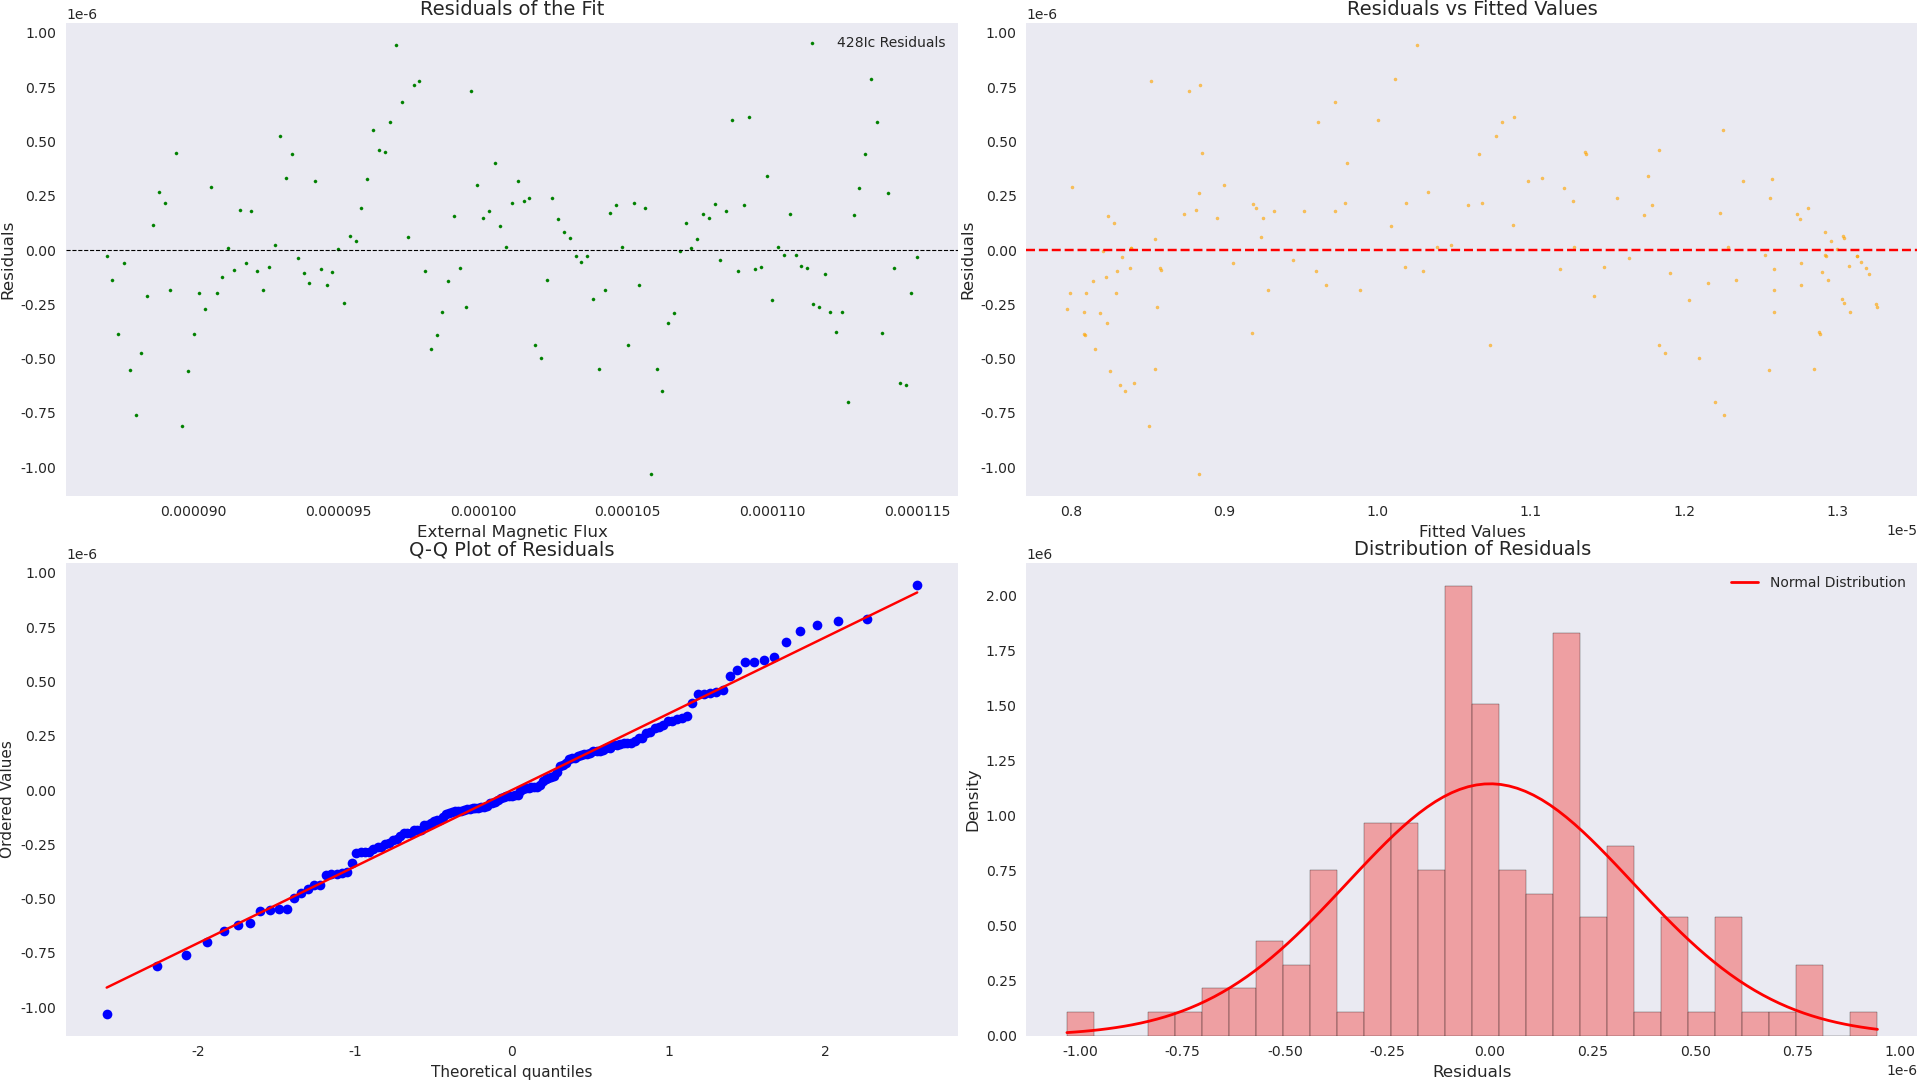 Residuals of the Fit
1e-6
1.00
0.75
0.50
0.25
0.00
-0.25
-0.50
-0.75
-1.00
Residuals
428Ic Residuals
0.000090 0.000095 0.000100 0.000105 0.000110 0.000115
External Magnetic Flux
Residuals vs Fitted Values
1e-6
1.00
0.75
0.50
0.25
0.00
-0.25
-0.50
-0.75
-1.00
Residuals
0.8 0.9 1.0 1.1 1.2 1.3
1e-5
Fitted Values
Q-Q Plot of Residuals
1e-6
1.00
0.75
0.50
0.25
0.00
-0.25
-0.50
-0.75
-1.00
Ordered Values
-2 -1 0 1 2
Theoretical quantiles
Distribution of Residuals
1e6
2.00
1.75
1.50
1.25
1.00
0.75
0.50
0.25
0.00
Density
Normal Distribution
-1.00 -0.75 -0.50 -0.25 0.00 0.25 0.50 0.75 1.00
1e-6
Residuals